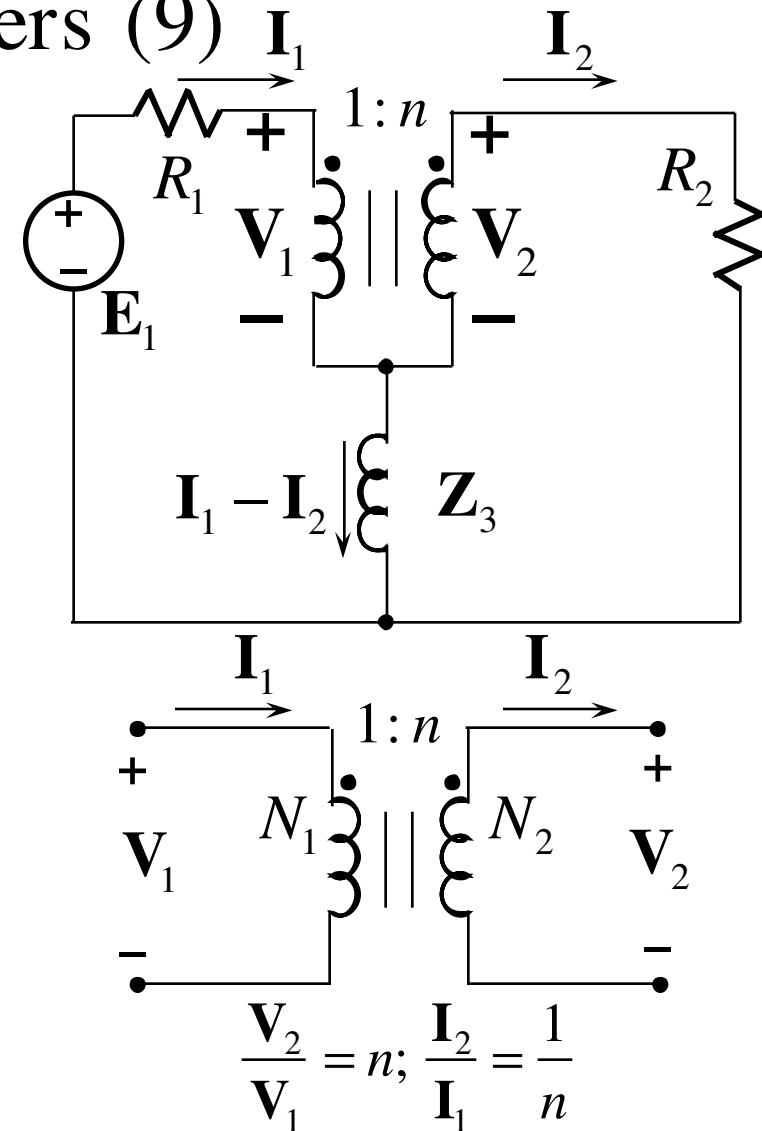 ers (9)
I₁ I₂
1:n
+ +
R₁ R₂
V₁ V₂
+
−
E₁
− −
I₁ − I₂ Z₃
I₁ I₂
1:n
+ +
N₁ N₂
V₁ V₂
− −
V₂/V₁ = n; I₂/I₁ = 1/n